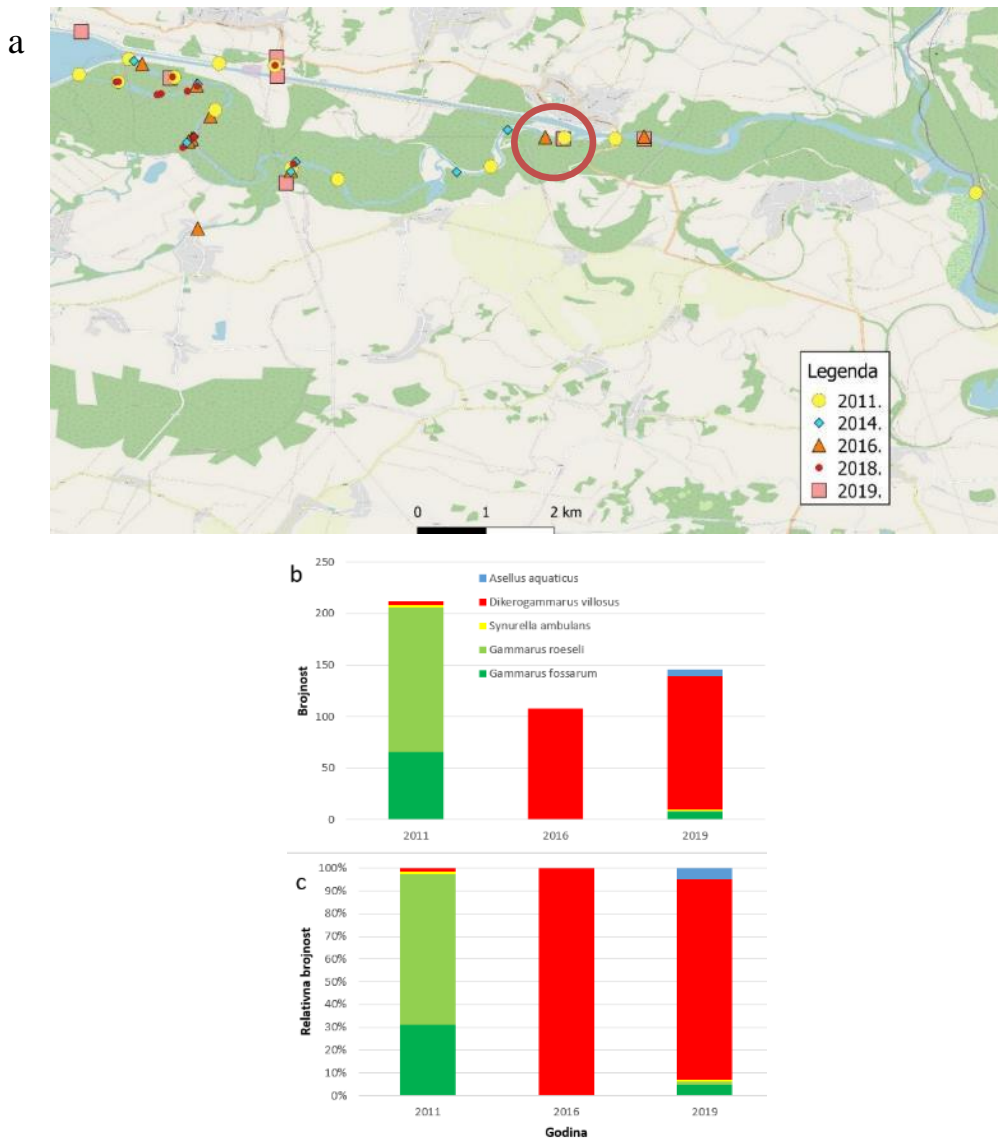 a
Legenda
2011.
2014.
2016.
2018.
2019.
0 1 2 km
b
250
200
150
100
50
0
Brojnost
Asellus aquaticus
Dikerogammarus villosus
Synurella ambulans
Gammarus roeseli
Gammarus fossarum
2011 2016 2019
c
100%
90%
80%
70%
60%
50%
40%
30%
20%
10%
0%
Relativna brojnost
2011 2016 2019
Godina